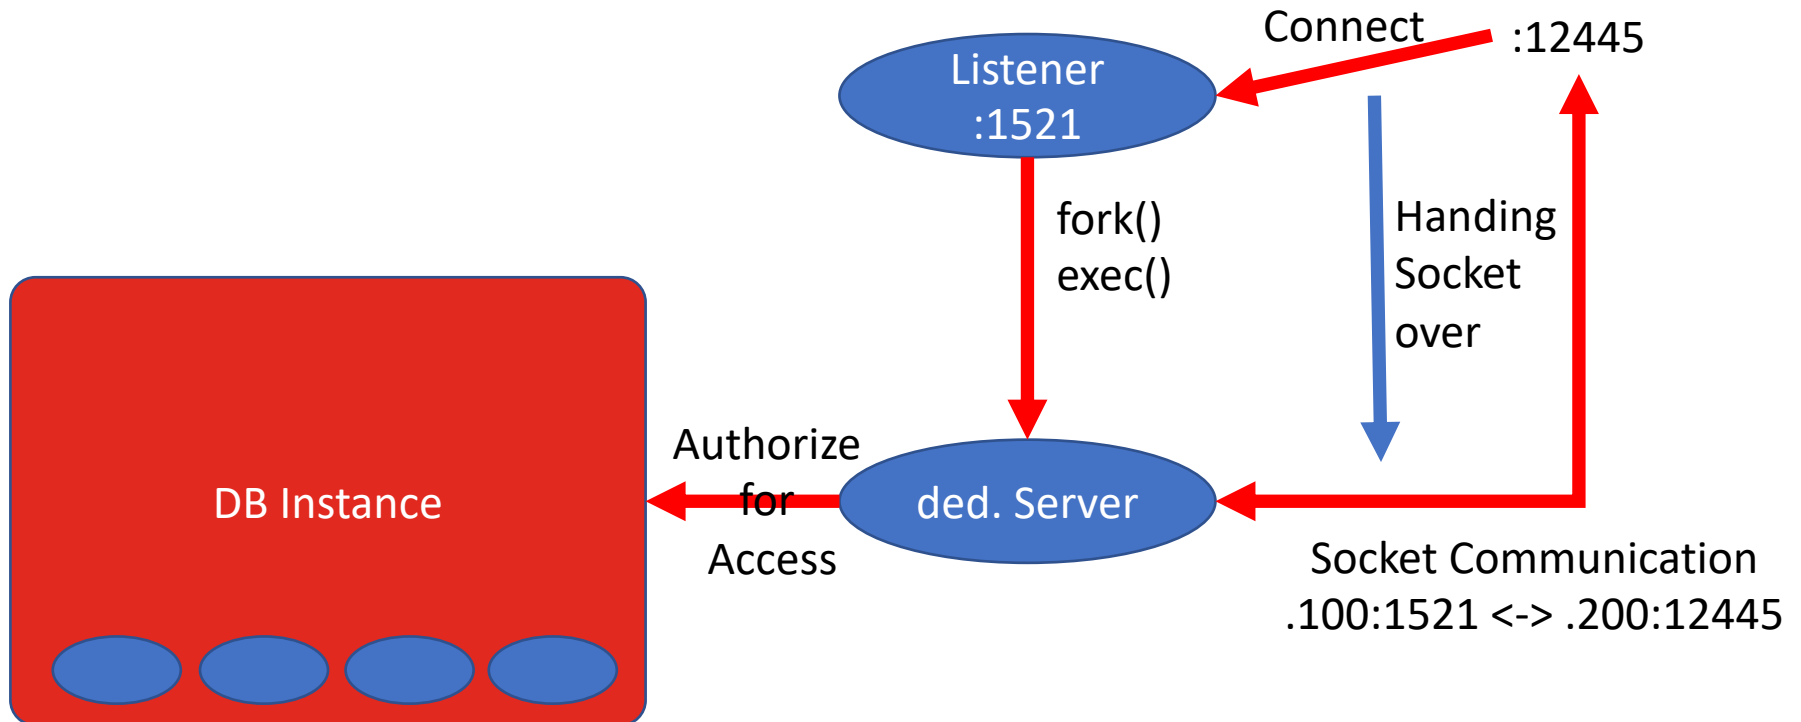 Connect
:12445
Listener
:1521
fork()
exec()
Handing
Socket
over
Authorize
for
Access
DB Instance
ded. Server
Socket Communication
.100:1521 <-> .200:12445